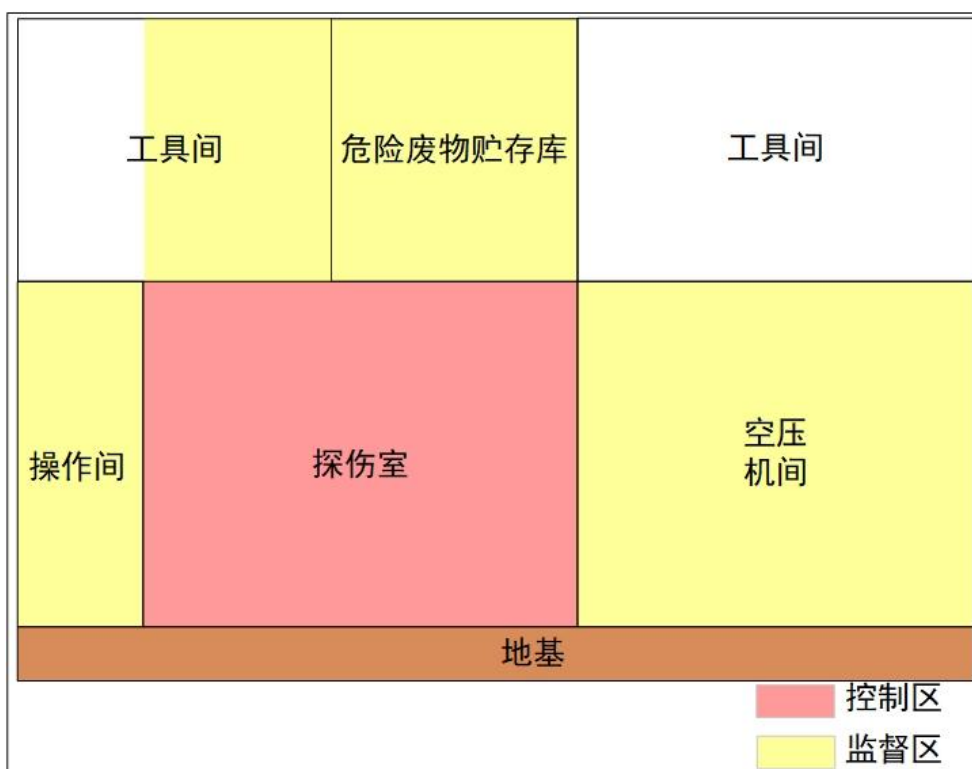 工具间
危险废物贮存库
工具间
操作间
探伤室
空压
机间
地基
控制区
监督区